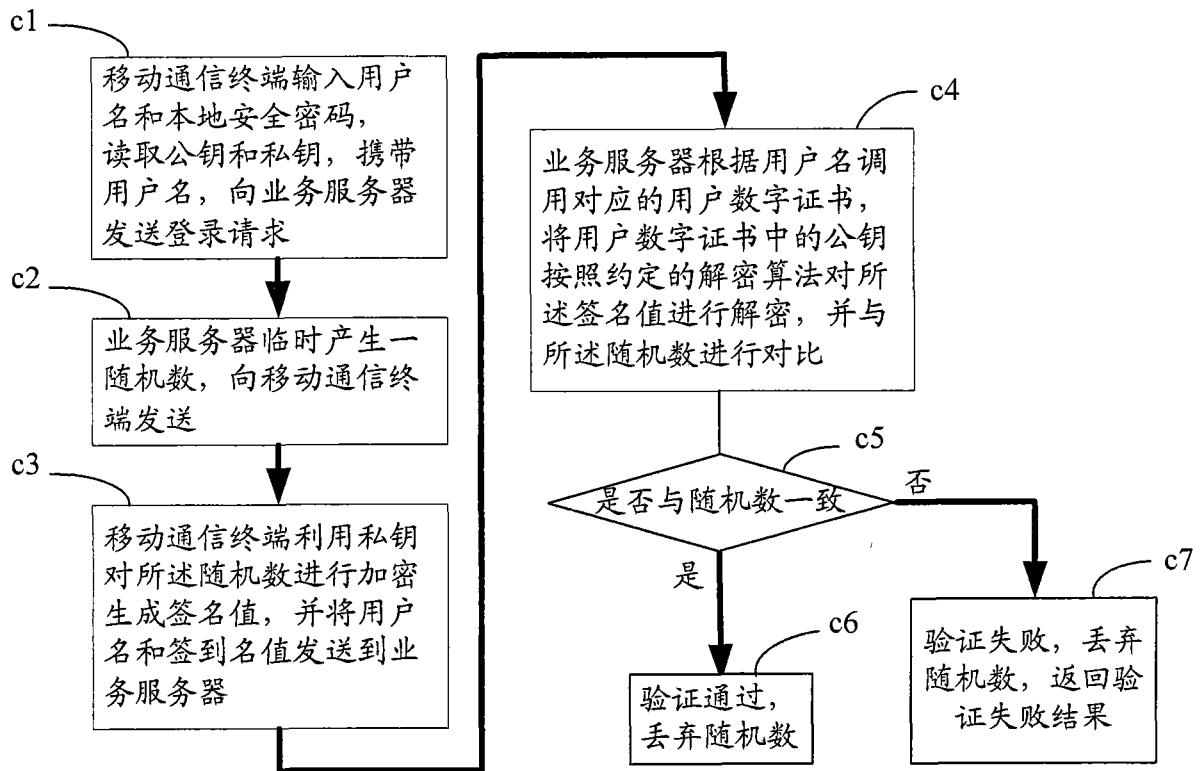 c1
移动通信终端输入用户
名和本地安全密码，
读取公钥和私钥，携带
用户名，向业务服务器
发送登录请求
c2
业务服务器临时产生一
随机数，向移动通信终
端发送
c3
移动通信终端利用私钥
对所述随机数进行加密
生成签名值，并将用户
名和签到名值发送到业
务服务器
c4
业务服务器根据用户名调
用对应的用户数字证书，
将用户数字证书中的公钥
按照约定的解密算法对所
述签名值进行解密，并与
所述随机数进行对比
c5
是否与随机数一致
否
是
c6
验证通过，
丢弃随机数
c7
验证失败，丢弃
随机数，返回验
证失败结果